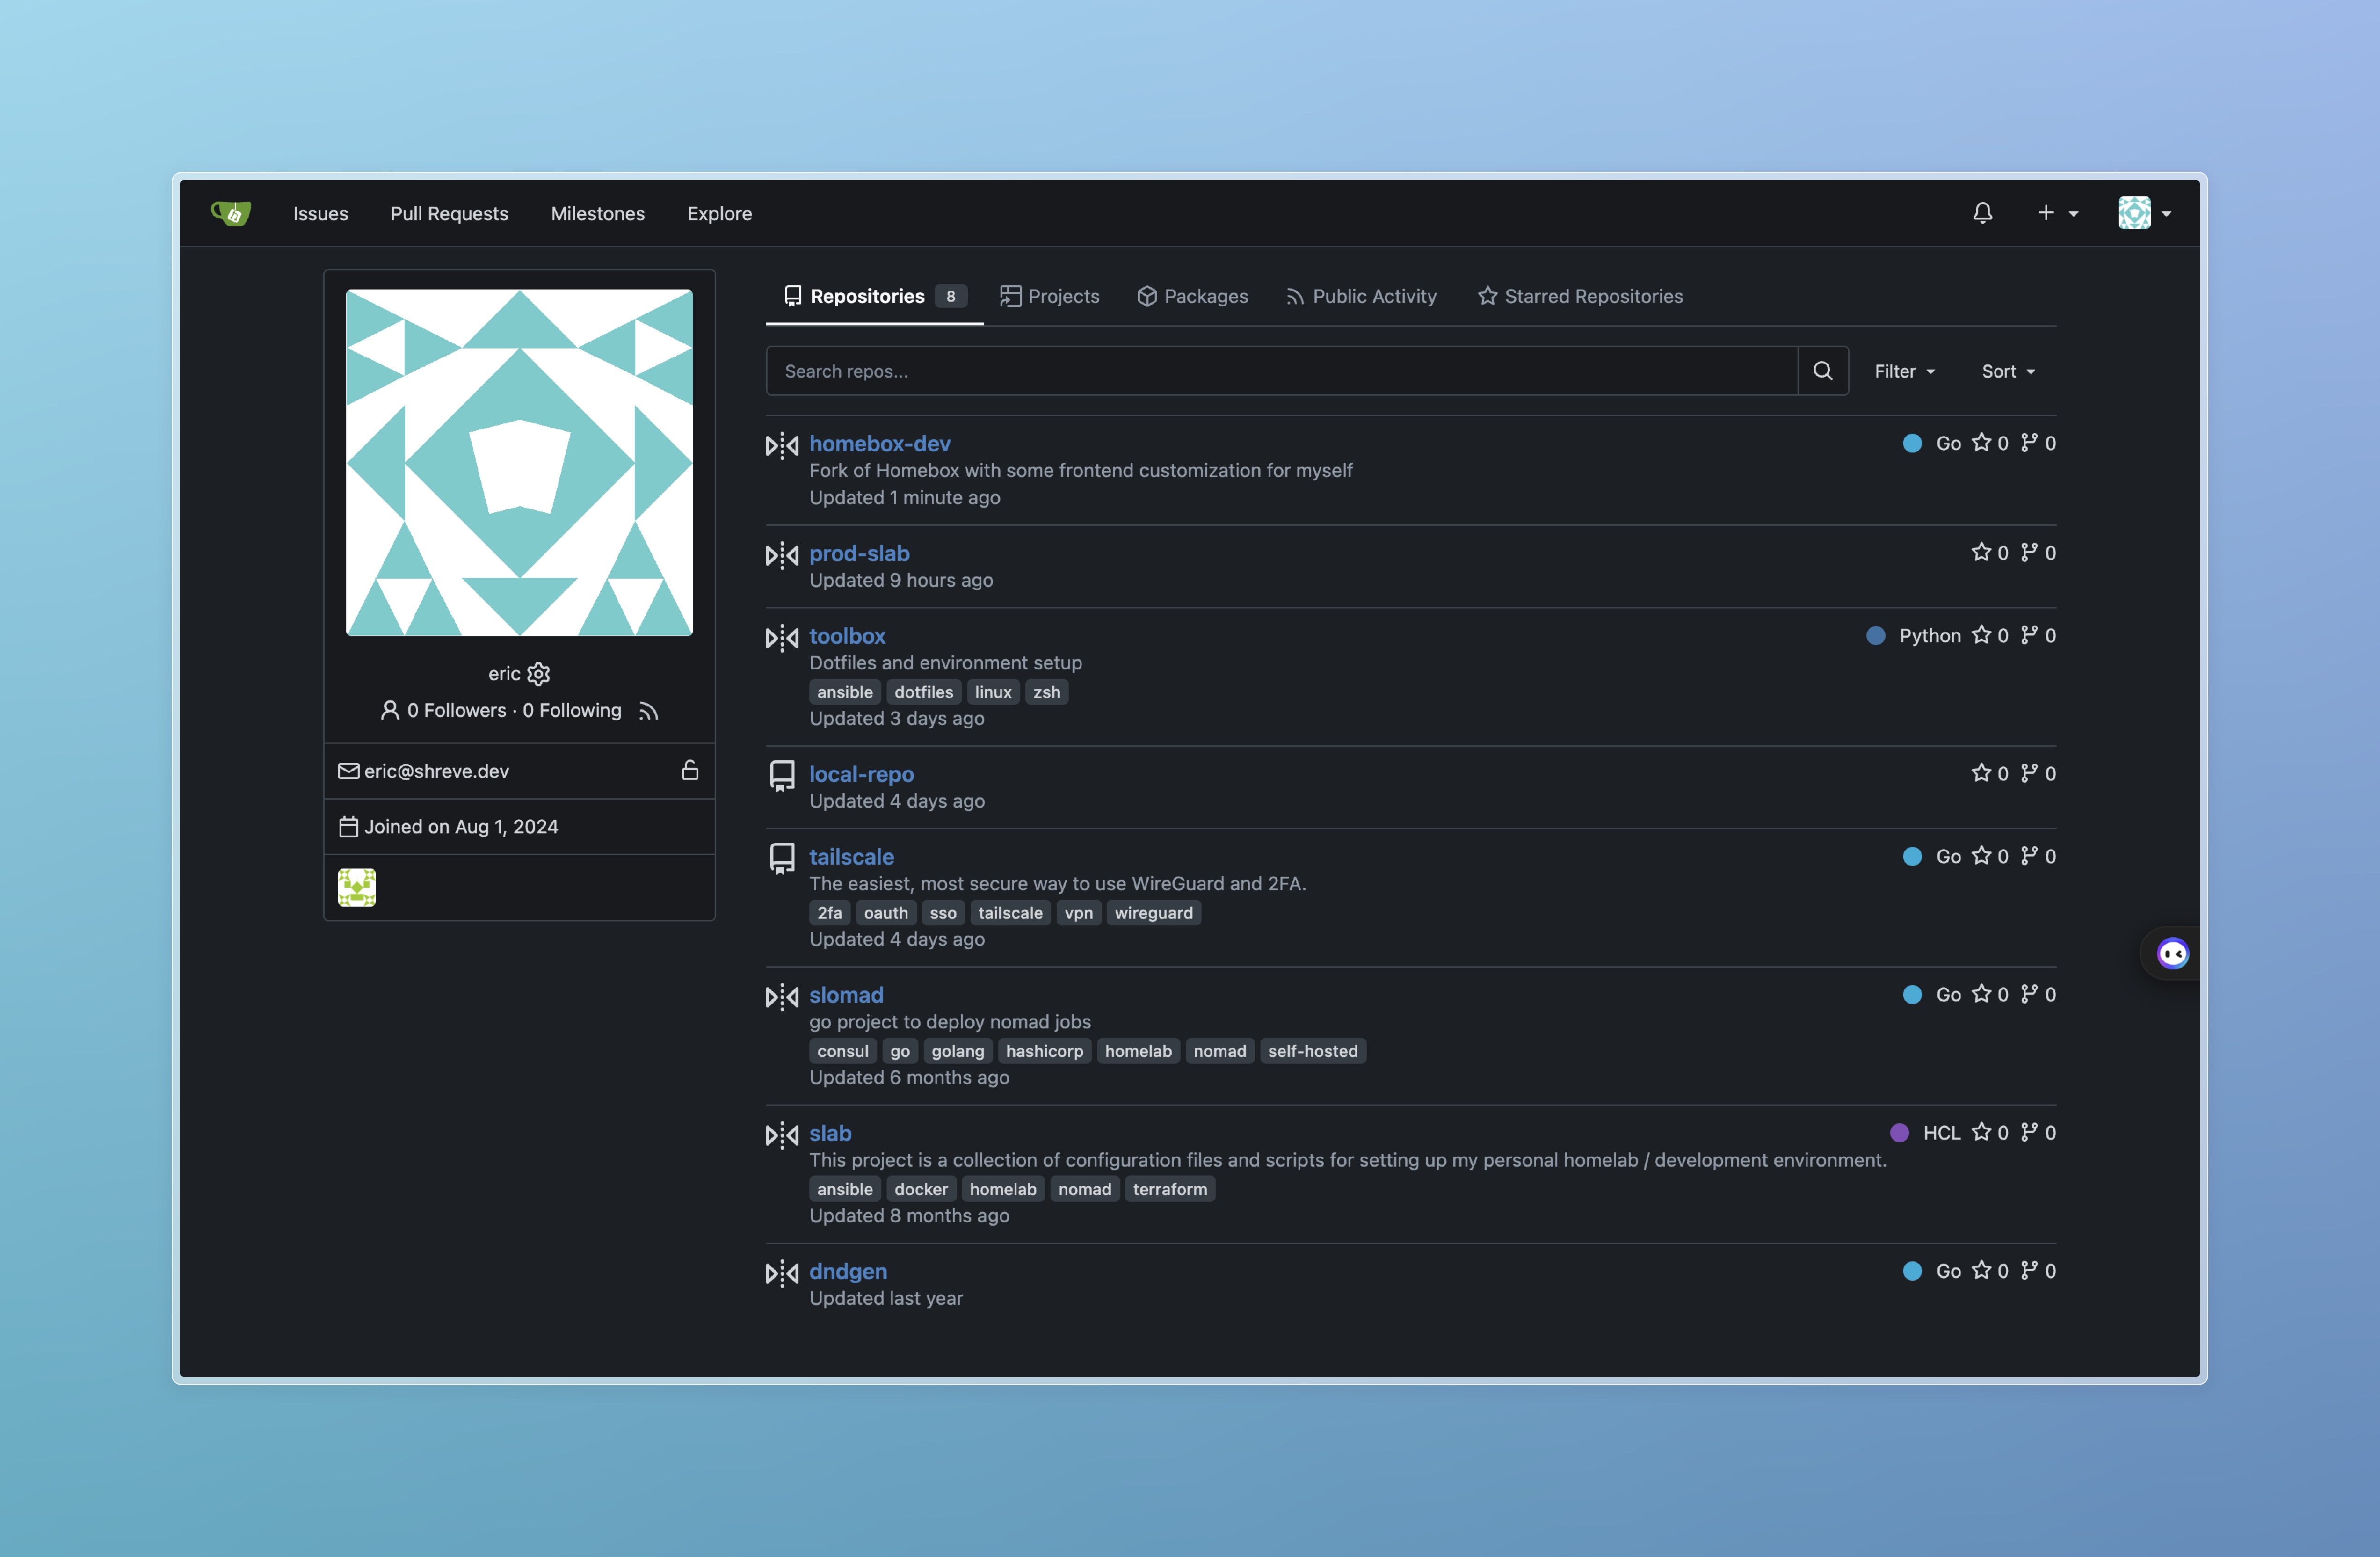 Issues Pull Requests Milestones Explore
Repositories 8 Projects Packages Public Activity Starred Repositories
Search repos... Filter Sort
eric
0 Followers · 0 Following
eric@shreve.dev
Joined on Aug 1, 2024
homebox-dev Go 0 0
Fork of Homebox with some frontend customization for myself
Updated 1 minute ago
prod-slab 0 0
Updated 9 hours ago
toolbox Python 0 0
Dotfiles and environment setup
ansible dotfiles linux zsh
Updated 3 days ago
local-repo 0 0
Updated 4 days ago
tailscale Go 0 0
The easiest, most secure way to use WireGuard and 2FA.
2fa oauth sso tailscale vpn wireguard
Updated 4 days ago
slomad Go 0 0
go project to deploy nomad jobs
consul go golang hashicorp homelab nomad self-hosted
Updated 6 months ago
slab HCL 0 0
This project is a collection of configuration files and scripts for setting up my personal homelab / development environment.
ansible docker homelab nomad terraform
Updated 8 months ago
dndgen Go 0 0
Updated last year